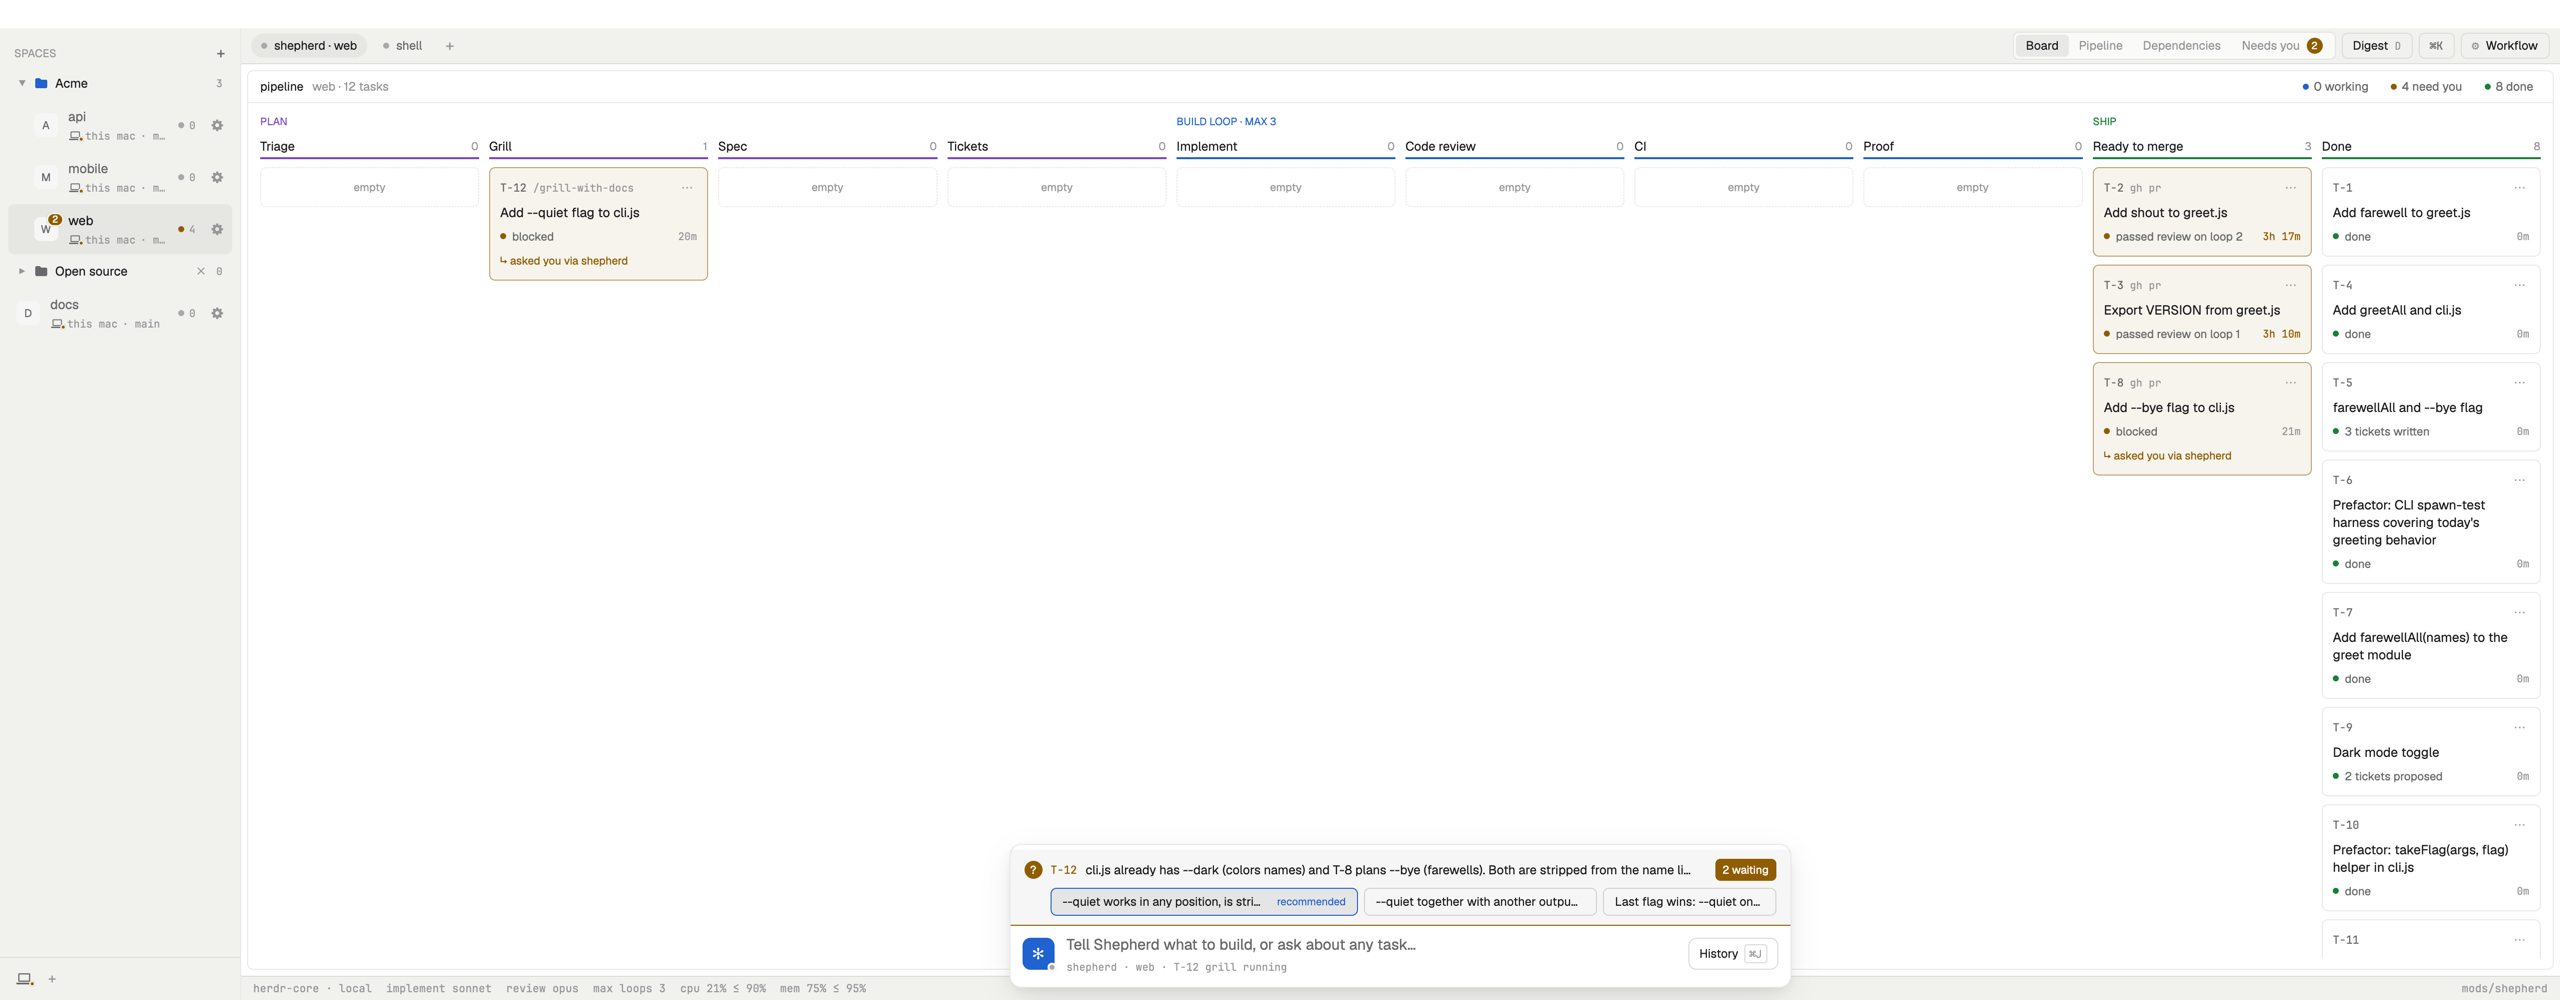 SPACES +
Acme 3
A api 0
this mac · m…
M mobile 0
this mac · m…
2 W web 4
this mac · m…
Open source × 0
D docs 0
this mac · main
+
shepherd · web shell +
Board Pipeline Dependencies Needs you 2 Digest D ⌘K Workflow
pipeline web · 12 tasks
0 working 4 need you 8 done
PLAN
Triage 0
empty
Grill 1
T-12 /grill-with-docs ···
Add --quiet flag to cli.js
blocked 20m
↳ asked you via shepherd
Spec 0
empty
Tickets 0
empty
BUILD LOOP · MAX 3
Implement 0
empty
Code review 0
empty
CI 0
empty
Proof 0
empty
SHIP
Ready to merge 3
T-2 gh pr ···
Add shout to greet.js
passed review on loop 2 3h 17m
T-3 gh pr ···
Export VERSION from greet.js
passed review on loop 1 3h 10m
T-8 gh pr ···
Add --bye flag to cli.js
blocked 21m
↳ asked you via shepherd
Done 8
T-1 ···
Add farewell to greet.js
done 0m
T-4 ···
Add greetAll and cli.js
done 0m
T-5 ···
farewellAll and --bye flag
3 tickets written 0m
T-6 ···
Prefactor: CLI spawn-test
harness covering today's
greeting behavior
done 0m
T-7 ···
Add farewellAll(names) to the
greet module
done 0m
T-9 ···
Dark mode toggle
2 tickets proposed 0m
T-10 ···
Prefactor: takeFlag(args, flag)
helper in cli.js
done 0m
T-11 ···
? T-12 cli.js already has --dark (colors names) and T-8 plans --bye (farewells). Both are stripped from the name li… 2 waiting
--quiet works in any position, is stri… recommended
--quiet together with another outpu…
Last flag wins: --quiet on…
Tell Shepherd what to build, or ask about any task…
shepherd · web · T-12 grill running
History ⌘J
herdr-core · local implement sonnet review opus max loops 3 cpu 21% ≤ 90% mem 75% ≤ 95%
mods/shepherd